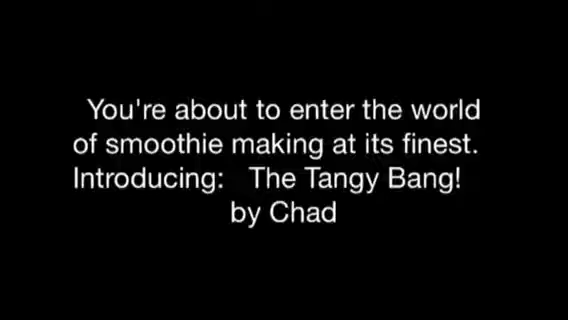 You're about to enter the world
of smoothie making at its finest.
Introducing: The Tangy Bang!
by Chad